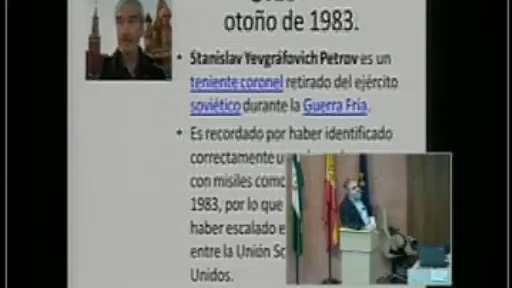 otoño de 1983.
• Stanislav Yevgráfovich Petrov es un
teniente coronel retirado del ejército
soviético durante la Guerra Fría.
• Es recordado por haber identificado
correctamente
con misiles como
1983, por lo que
haber escalado
entre la Unión
Unidos.